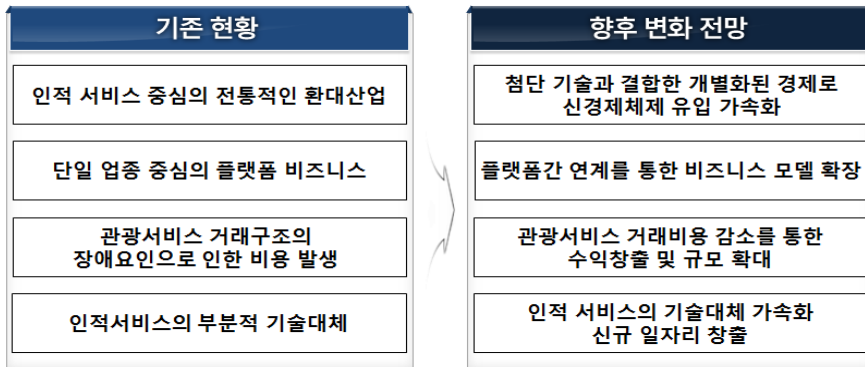 기존 현황
인적 서비스 중심의 전통적인 환대산업
단일 업종 중심의 플랫폼 비즈니스
관광서비스 거래구조의
장애요인으로 인한 비용 발생
인적서비스의 부분적 기술대체
향후 변화 전망
첨단 기술과 결합한 개별화된 경제로
신경제체제 유입 가속화
플랫폼간 연계를 통한 비즈니스 모델 확장
관광서비스 거래비용 감소를 통한
수익창출 및 규모 확대
인적 서비스의 기술대체 가속화
신규 일자리 창출